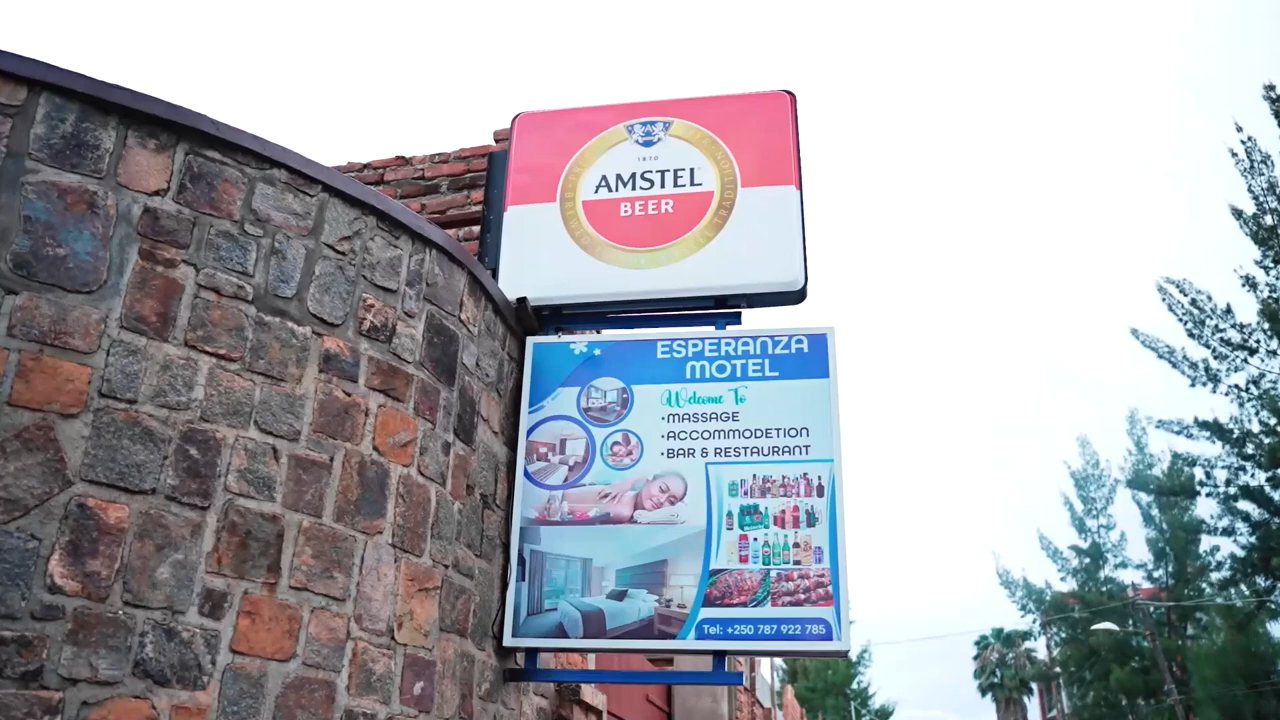 1870
AMSTEL
BEER
ESPERANZA
MOTEL
Welcome To
•MASSAGE
•ACCOMMODETION
•BAR & RESTAURANT
Tel: +250 787 922 785